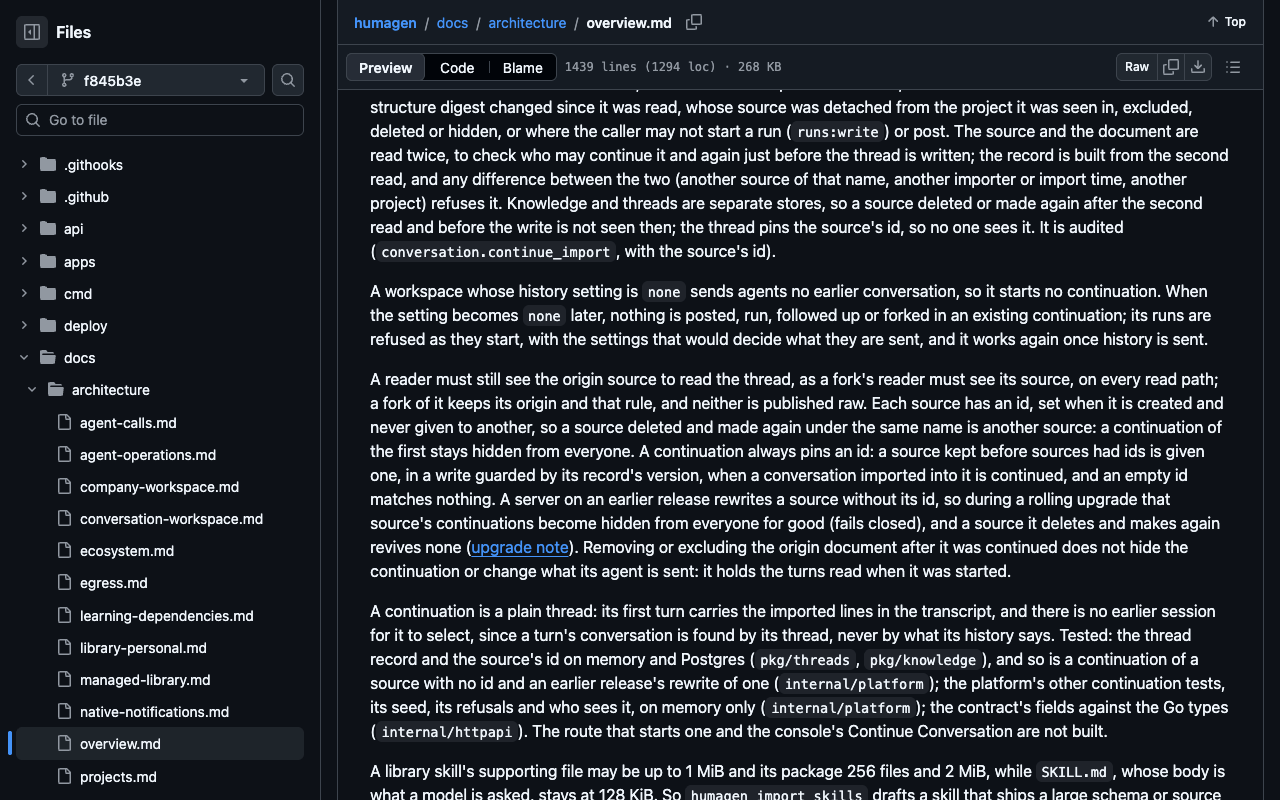 Files
humagen / docs / architecture / overview.md
Top
f845b3e
Preview Code Blame 1439 lines (1294 loc) · 268 KB Raw
Go to file
.githooks
.github
api
apps
cmd
deploy
docs
architecture
agent-calls.md
agent-operations.md
company-workspace.md
conversation-workspace.md
ecosystem.md
egress.md
learning-dependencies.md
library-personal.md
managed-library.md
native-notifications.md
overview.md
projects.md
structure digest changed since it was read, whose source was detached from the project it was seen in, excluded,
deleted or hidden, or where the caller may not start a run ( runs:write ) or post. The source and the document are
read twice, to check who may continue it and again just before the thread is written; the record is built from the second
read, and any difference between the two (another source of that name, another importer or import time, another
project) refuses it. Knowledge and threads are separate stores, so a source deleted or made again after the second
read and before the write is not seen then; the thread pins the source's id, so no one sees it. It is audited
( conversation.continue_import , with the source's id).
A workspace whose history setting is none sends agents no earlier conversation, so it starts no continuation. When
the setting becomes none later, nothing is posted, run, followed up or forked in an existing continuation; its runs are
refused as they start, with the settings that would decide what they are sent, and it works again once history is sent.
A reader must still see the origin source to read the thread, as a fork's reader must see its source, on every read path;
a fork of it keeps its origin and that rule, and neither is published raw. Each source has an id, set when it is created and
never given to another, so a source deleted and made again under the same name is another source: a continuation of
the first stays hidden from everyone. A continuation always pins an id: a source kept before sources had ids is given
one, in a write guarded by its record's version, when a conversation imported into it is continued, and an empty id
matches nothing. A server on an earlier release rewrites a source without its id, so during a rolling upgrade that
source's continuations become hidden from everyone for good (fails closed), and a source it deletes and makes again
revives none (upgrade note). Removing or excluding the origin document after it was continued does not hide the
continuation or change what its agent is sent: it holds the turns read when it was started.
A continuation is a plain thread: its first turn carries the imported lines in the transcript, and there is no earlier session
for it to select, since a turn's conversation is found by its thread, never by what its history says. Tested: the thread
record and the source's id on memory and Postgres ( pkg/threads , pkg/knowledge ), and so is a continuation of a
source with no id and an earlier release's rewrite of one ( internal/platform ); the platform's other continuation tests,
its seed, its refusals and who sees it, on memory only ( internal/platform ); the contract's fields against the Go types
( internal/httpapi ). The route that starts one and the console's Continue Conversation are not built.
A library skill's supporting file may be up to 1 MiB and its package 256 files and 2 MiB, while SKILL.md , whose body is
what a model is asked, stays at 128 KiB. So humagen import skills drafts a skill that ships a large schema or source